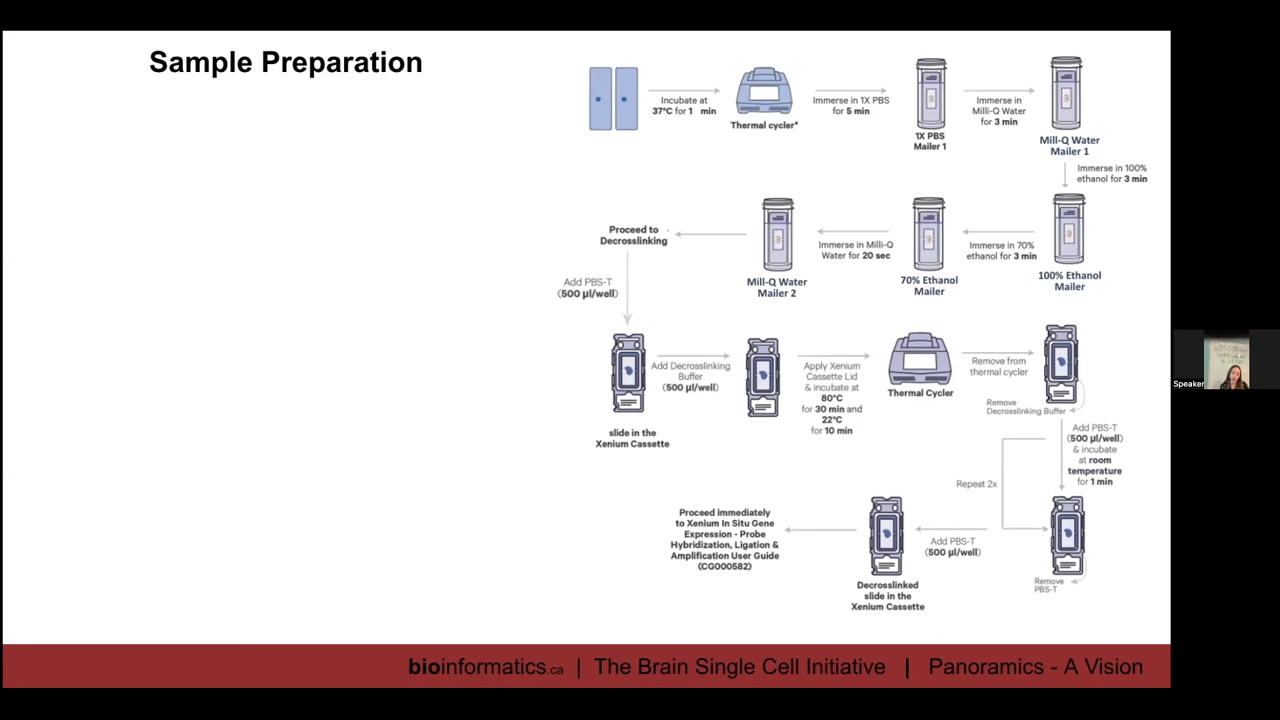 Sample Preparation
Incubate at
37°C for 1 min
Thermal cycler*
Immerse in 1X PBS
for 5 min
1X PBS
Mailer 1
Immerse in
Milli-Q Water
for 3 min
Mill-Q Water
Mailer 1
Immerse in 100%
ethanol for 3 min
100% Ethanol
Mailer
Immerse in 70%
ethanol for 3 min
70% Ethanol
Mailer
Immerse in Milli-Q
Water for 20 sec
Mill-Q Water
Mailer 2
Proceed to
Decrosslinking
Add PBS-T
(500 µl/well)
slide in the
Xenium Cassette
Add Decrosslinking
Buffer
(500 µl/well)
Apply Xenium
Cassette Lid
& incubate at
80°C
for 30 min and
22°C
for 10 min
Thermal Cycler
Remove from
thermal cycler
Remove
Decrosslinking Buffer
Add PBS-T
(500 µl/well)
& incubate
at room
temperature
for 1 min
Repeat 2x
Remove
PBS-T
Add PBS-T
(500 µl/well)
Decrosslinked
slide in the
Xenium Cassette
Proceed immediately
to Xenium In Situ Gene
Expression - Probe
Hybridization, Ligation &
Amplification User Guide
(CG000582)
bioinformatics.ca | The Brain Single Cell Initiative | Panoramics - A Vision
Speaker